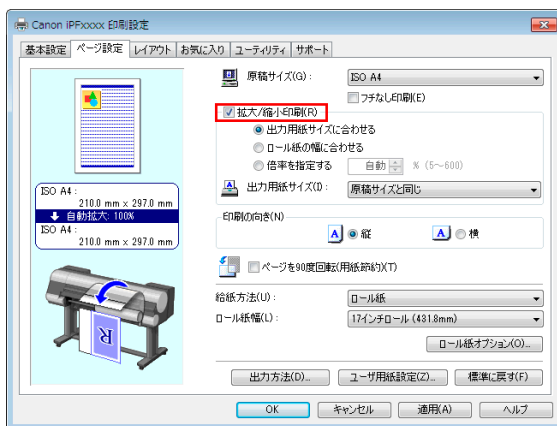 Canon iPFxxxx 印刷設定
基本設定 ページ設定 レイアウト お気に入り ユーティリティ サポート
原稿サイズ(G): ISO A4
フチなし印刷(E)
拡大/縮小印刷(R)
出力用紙サイズに合わせる
ロール紙の幅に合わせる
倍率を指定する 自動 % (5～600)
出力用紙サイズ(I): 原稿サイズと同じ
ISO A4 :
210.0 mm x 297.0 mm
自動拡大: 100%
ISO A4 :
210.0 mm x 297.0 mm
印刷の向き(N)
A 縦 A 横
ページを90度回転(用紙節約)(T)
給紙方法(U): ロール紙
ロール紙幅(L): 17インチロール (431.8mm)
R
ロール紙オプション(O)...
出力方法(D)... ユーザ用紙設定(Z)... 標準に戻す(F)
OK キャンセル 適用(A) ヘルプ